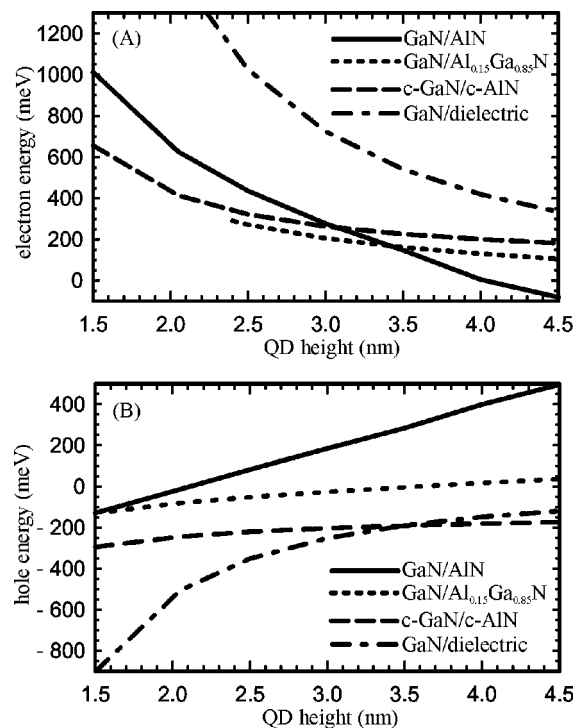 (A)
GaN/AlN
GaN/Al0.15Ga0.85N
c-GaN/c-AlN
GaN/dielectric
electron energy (meV)
1200
1000
800
600
400
200
0
1.5 2.0 2.5 3.0 3.5 4.0 4.5
QD height (nm)
(B)
hole energy (meV)
400
200
0
- 200
- 400
- 600
- 800
GaN/AlN
GaN/Al0.15Ga0.85N
c-GaN/c-AlN
GaN/dielectric
1.5 2.0 2.5 3.0 3.5 4.0 4.5
QD height (nm)